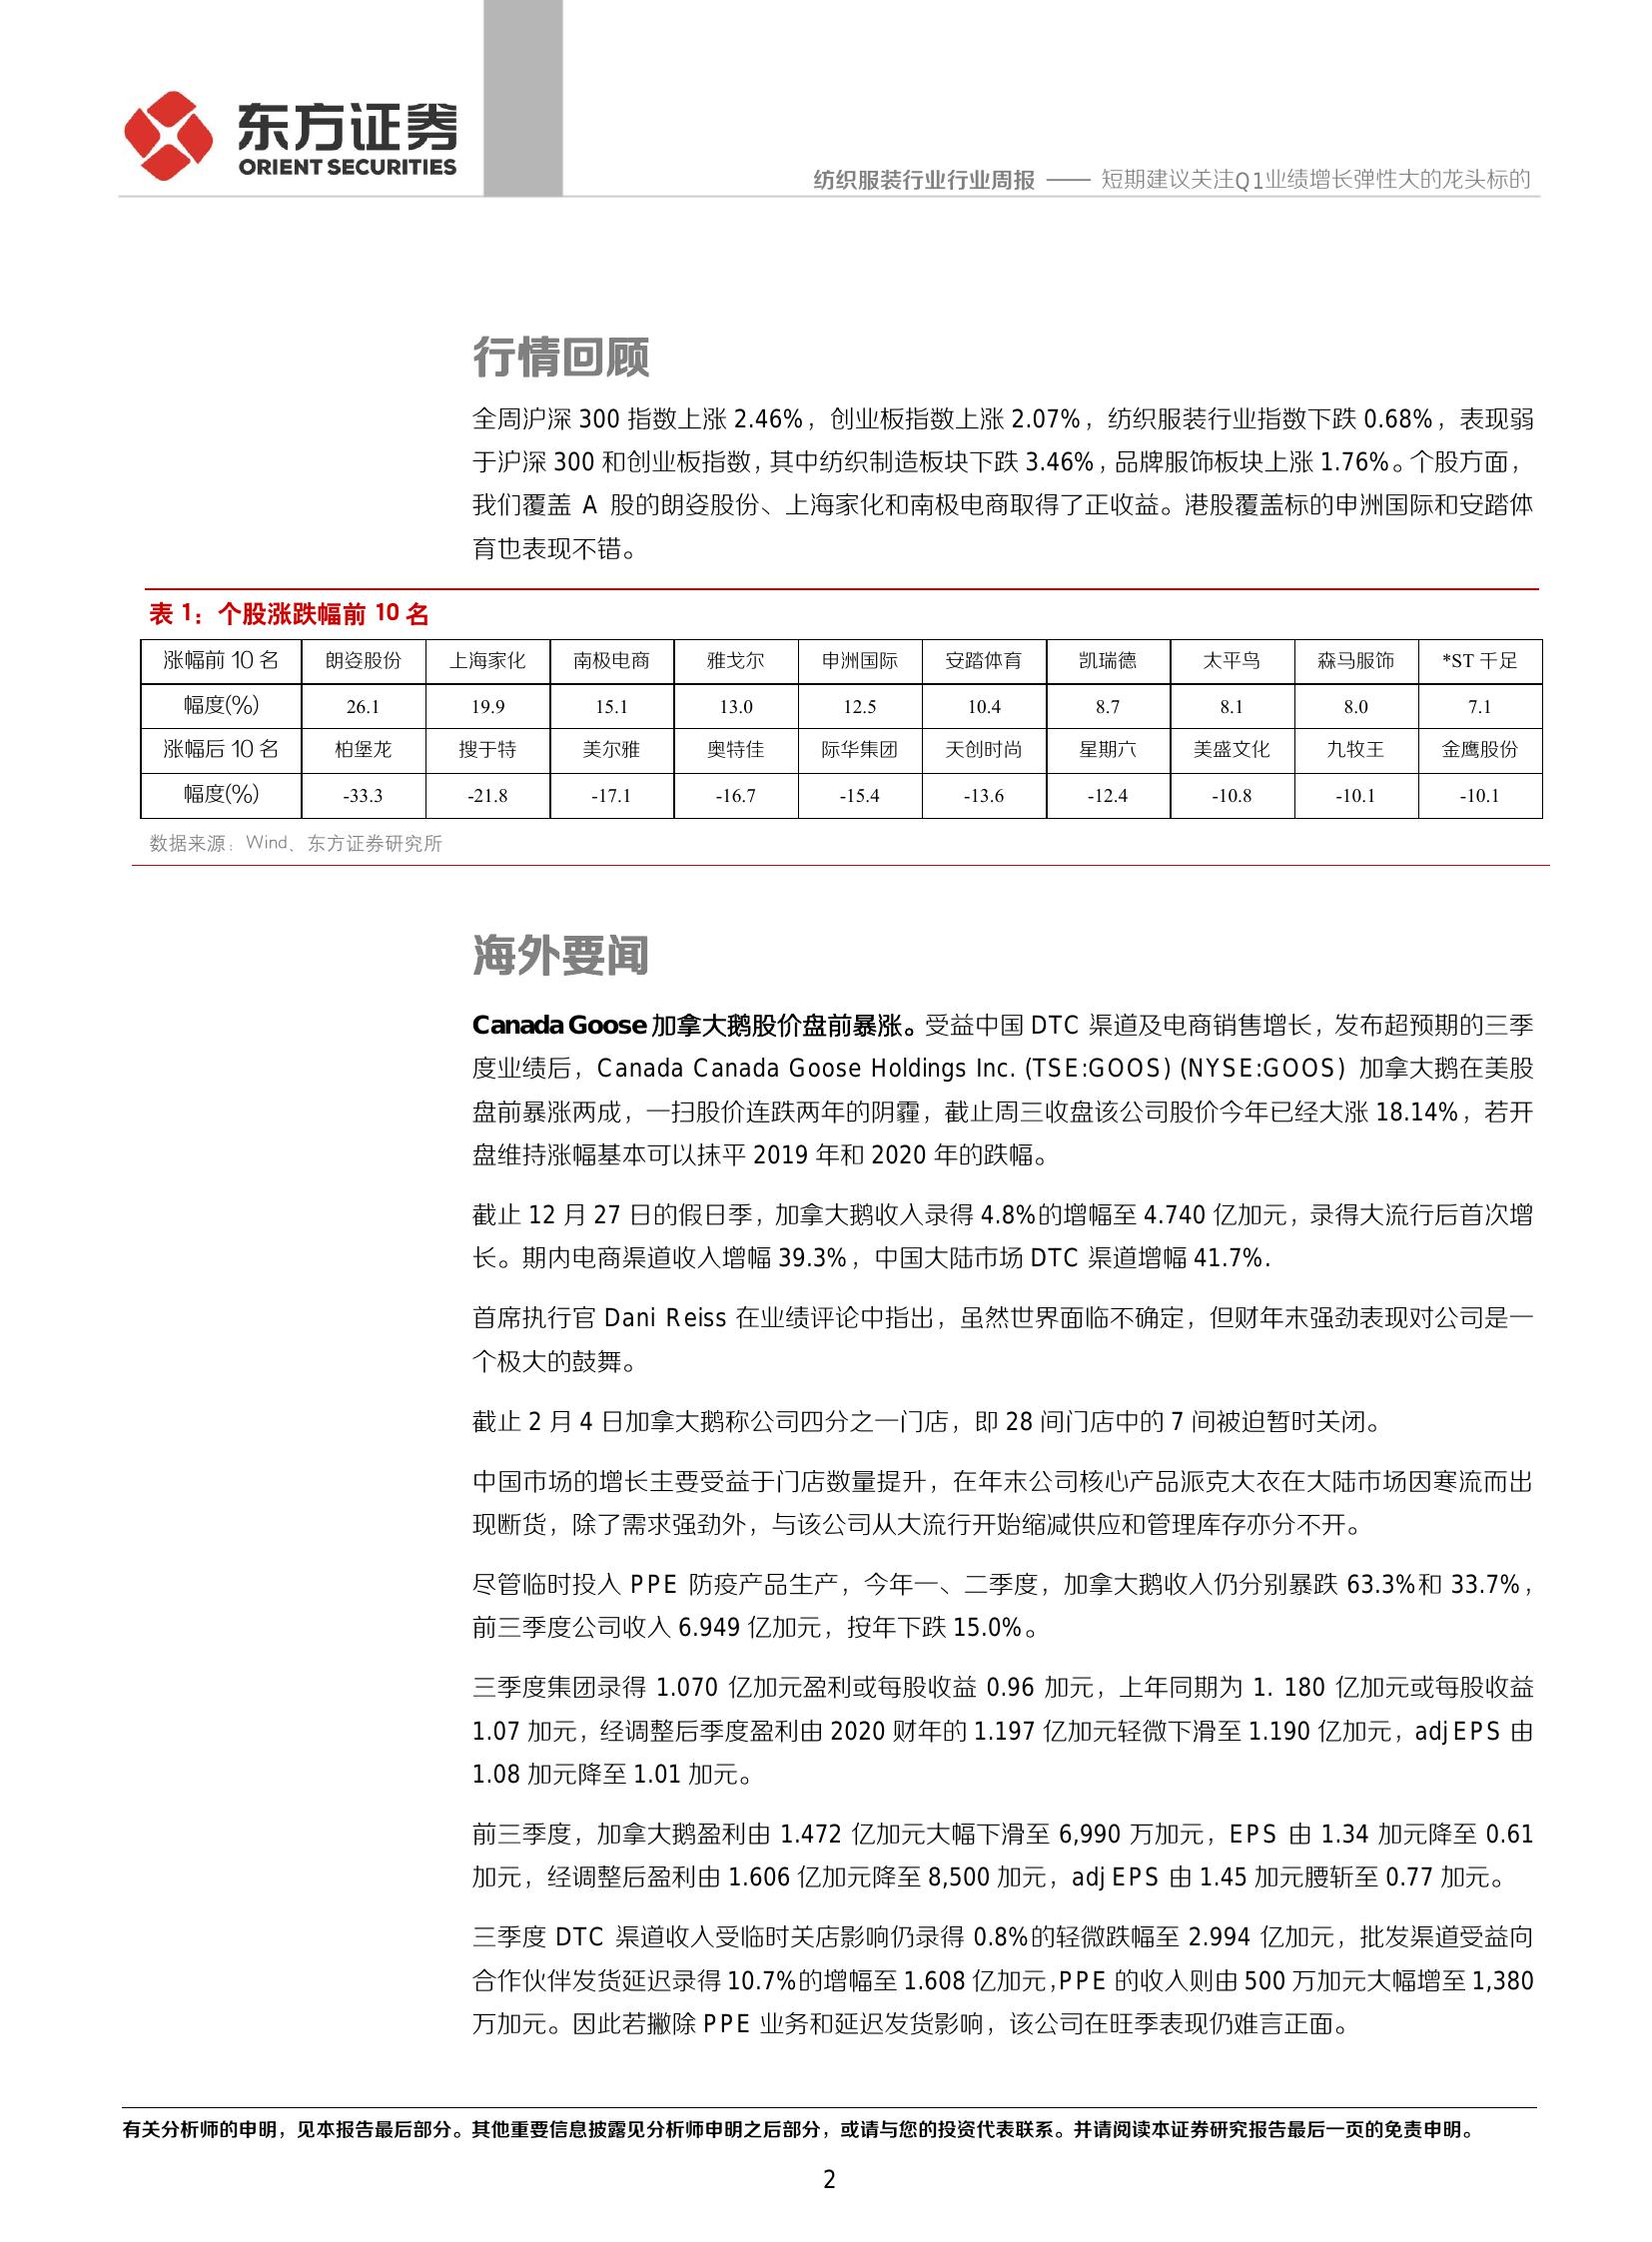 东方证券
ORIENT SECURITIES
纺织服装行业行业周报 —— 短期建议关注Q1业绩增长弹性大的龙头标的
行情回顾
全周沪深 300 指数上涨 2.46%，创业板指数上涨 2.07%，纺织服装行业指数下跌 0.68%，表现弱
于沪深 300 和创业板指数，其中纺织制造板块下跌 3.46%，品牌服饰板块上涨 1.76%。个股方面，
我们覆盖 A 股的朗姿股份、上海家化和南极电商取得了正收益。港股覆盖标的申洲国际和安踏体
育也表现不错。
表 1：个股涨跌幅前 10 名
涨幅前 10 名 朗姿股份 上海家化 南极电商 雅戈尔 申洲国际 安踏体育 凯瑞德 太平鸟 森马服饰 *ST 千足
幅度(%) 26.1 19.9 15.1 13.0 12.5 10.4 8.7 8.1 8.0 7.1
涨幅后 10 名 柏堡龙 搜于特 美尔雅 奥特佳 际华集团 天创时尚 星期六 美盛文化 九牧王 金鹰股份
幅度(%) -33.3 -21.8 -17.1 -16.7 -15.4 -13.6 -12.4 -10.8 -10.1 -10.1
数据来源：Wind、东方证券研究所
海外要闻
Canada Goose 加拿大鹅股价盘前暴涨。受益中国 DTC 渠道及电商销售增长，发布超预期的三季
度业绩后，Canada Canada Goose Holdings Inc. (TSE:GOOS) (NYSE:GOOS) 加拿大鹅在美股
盘前暴涨两成，一扫股价连跌两年的阴霾，截止周三收盘该公司股价今年已经大涨 18.14%，若开
盘维持涨幅基本可以抹平 2019 年和 2020 年的跌幅。
截止 12 月 27 日的假日季，加拿大鹅收入录得 4.8%的增幅至 4.740 亿加元，录得大流行后首次增
长。期内电商渠道收入增幅 39.3%，中国大陆市场 DTC 渠道增幅 41.7%.
首席执行官 Dani Reiss 在业绩评论中指出，虽然世界面临不确定，但财年末强劲表现对公司是一
个极大的鼓舞。
截止 2 月 4 日加拿大鹅称公司四分之一门店，即 28 间门店中的 7 间被迫暂时关闭。
中国市场的增长主要受益于门店数量提升，在年末公司核心产品派克大衣在大陆市场因寒流而出
现断货，除了需求强劲外，与该公司从大流行开始缩减供应和管理库存亦分不开。
尽管临时投入 PPE 防疫产品生产，今年一、二季度，加拿大鹅收入仍分别暴跌 63.3%和 33.7%，
前三季度公司收入 6.949 亿加元，按年下跌 15.0%。
三季度集团录得 1.070 亿加元盈利或每股收益 0.96 加元，上年同期为 1. 180 亿加元或每股收益
1.07 加元，经调整后季度盈利由 2020 财年的 1.197 亿加元轻微下滑至 1.190 亿加元，adj EPS 由
1.08 加元降至 1.01 加元。
前三季度，加拿大鹅盈利由 1.472 亿加元大幅下滑至 6,990 万加元，EPS 由 1.34 加元降至 0.61
加元，经调整后盈利由 1.606 亿加元降至 8,500 加元，adj EPS 由 1.45 加元腰斩至 0.77 加元。
三季度 DTC 渠道收入受临时关店影响仍录得 0.8%的轻微跌幅至 2.994 亿加元，批发渠道受益向
合作伙伴发货延迟录得 10.7%的增幅至 1.608 亿加元，PPE 的收入则由 500 万加元大幅增至 1,380
万加元。因此若撇除 PPE 业务和延迟发货影响，该公司在旺季表现仍难言正面。
有关分析师的申明，见本报告最后部分。其他重要信息披露见分析师申明之后部分，或请与您的投资代表联系。并请阅读本证券研究报告最后一页的免责申明。
2